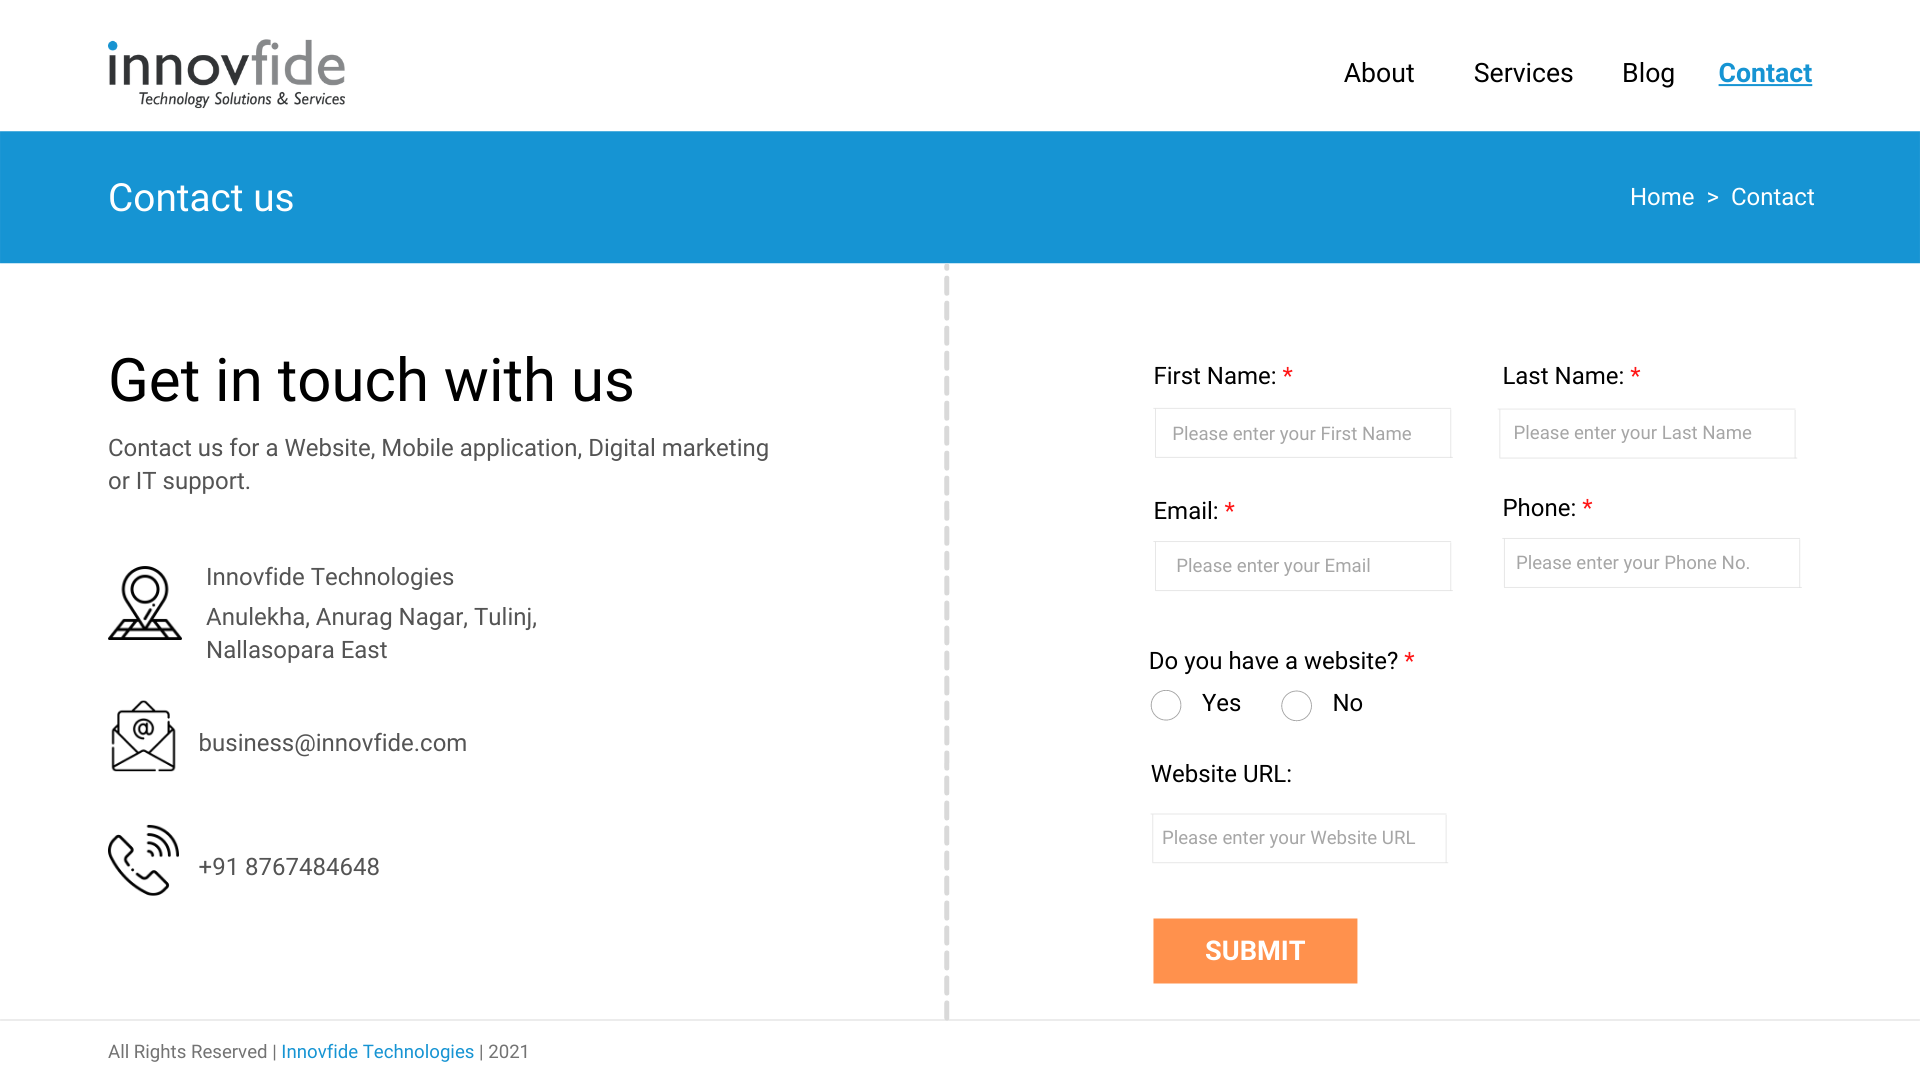 innovfide
Technology Solutions & Services
About
Services
Blog
Contact
Contact us
Home > Contact
Get in touch with us
Contact us for a Website, Mobile application, Digital marketing
or IT support.
Innovfide Technologies
Anulekha, Anurag Nagar, Tulinj,
Nallasopara East
@
business@innovfide.com
+91 8767484648
First Name: *
Please enter your First Name
Last Name: *
Please enter your Last Name
Email: *
Please enter your Email
Phone: *
Please enter your Phone No.
Do you have a website? *
Yes
No
Website URL:
Please enter your Website URL
SUBMIT
All Rights Reserved | Innovfide Technologies | 2021